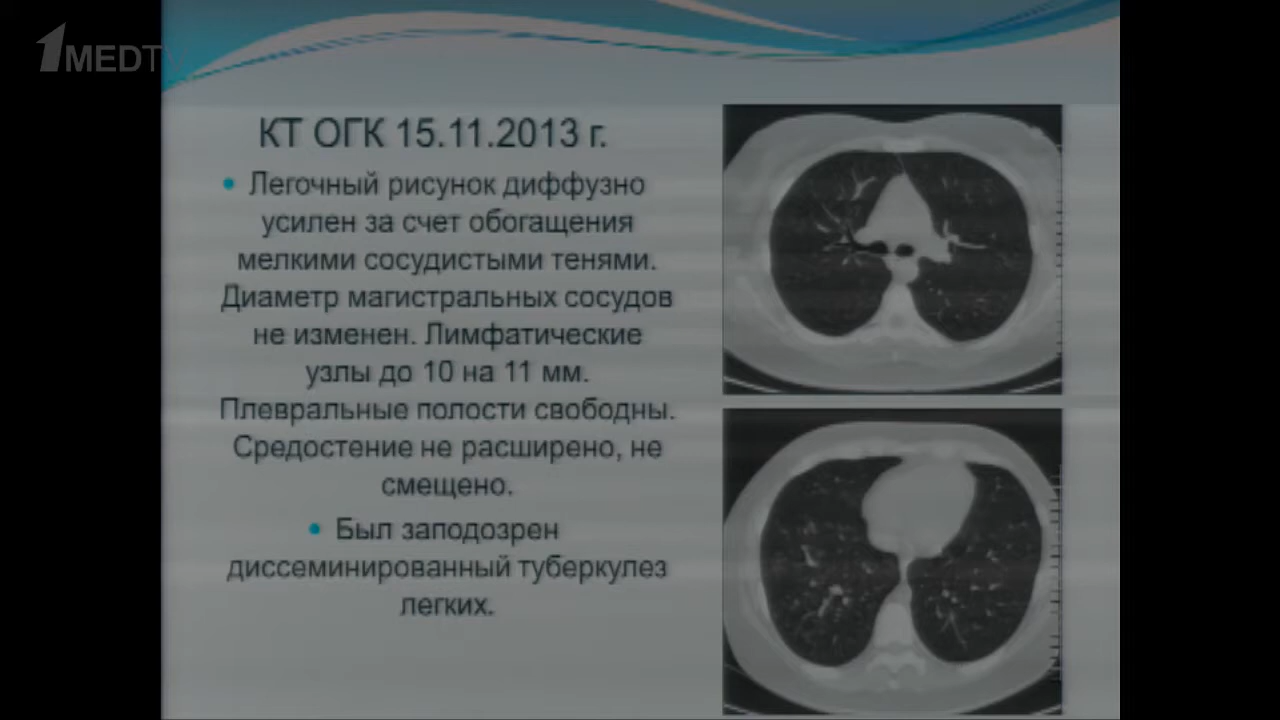 1MEDTV
КТ ОГК 15.11.2013 г.
• Легочный рисунок диффузно
усилен за счет обогащения
мелкими сосудистыми тенями.
Диаметр магистральных сосудов
не изменен. Лимфатические
узлы до 10 на 11 мм.
Плевральные полости свободны.
Средостение не расширено, не
смещено.
• Был заподозрен
диссеминированный туберкулез
легких.